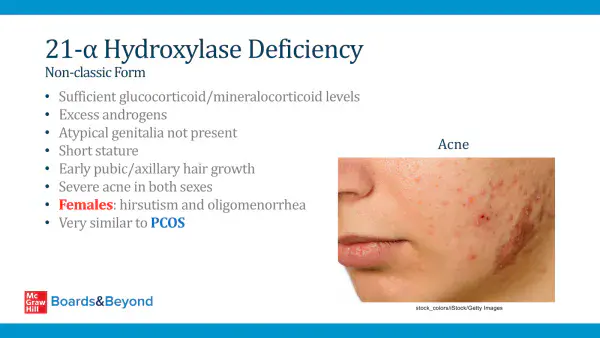 21-α Hydroxylase Deficiency
Non-classic Form
• Sufficient glucocorticoid/mineralocorticoid levels
• Excess androgens
• Atypical genitalia not present
• Short stature
• Early pubic/axillary hair growth
• Severe acne in both sexes
• Females: hirsutism and oligomenorrhea
• Very similar to PCOS
Acne
stock_colors/iStock/Getty Images
Mc
Graw
Hill
Boards&Beyond